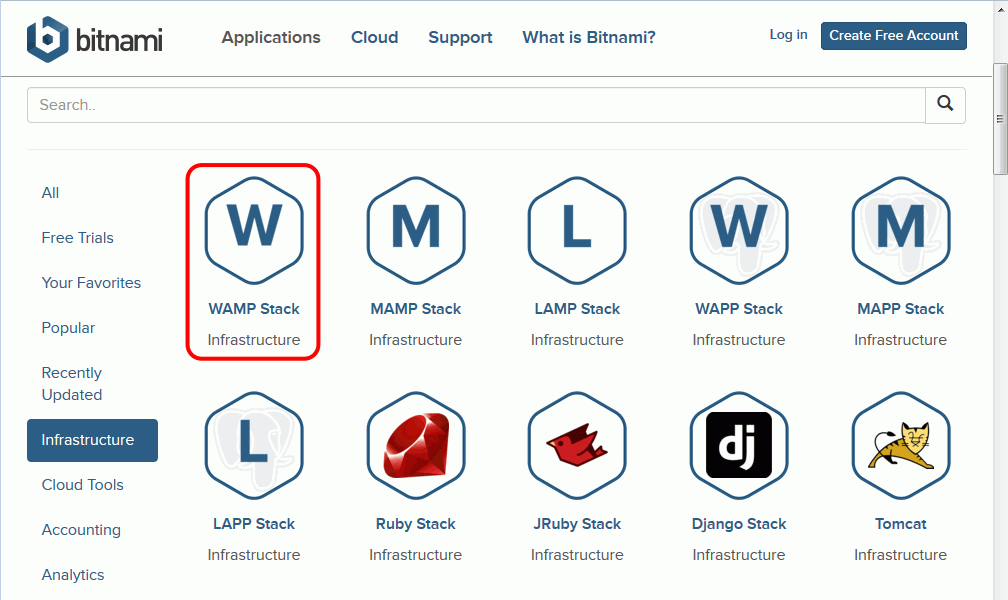 bitnami
Applications Cloud Support What is Bitnami? Log in Create Free Account
Search..
All
Free Trials
Your Favorites
Popular
Recently
Updated
Infrastructure
Cloud Tools
Accounting
Analytics
W M L W M
WAMP Stack MAMP Stack LAMP Stack WAPP Stack MAPP Stack
Infrastructure Infrastructure Infrastructure Infrastructure Infrastructure
L dj
LAPP Stack Ruby Stack JRuby Stack Django Stack Tomcat
Infrastructure Infrastructure Infrastructure Infrastructure Infrastructure